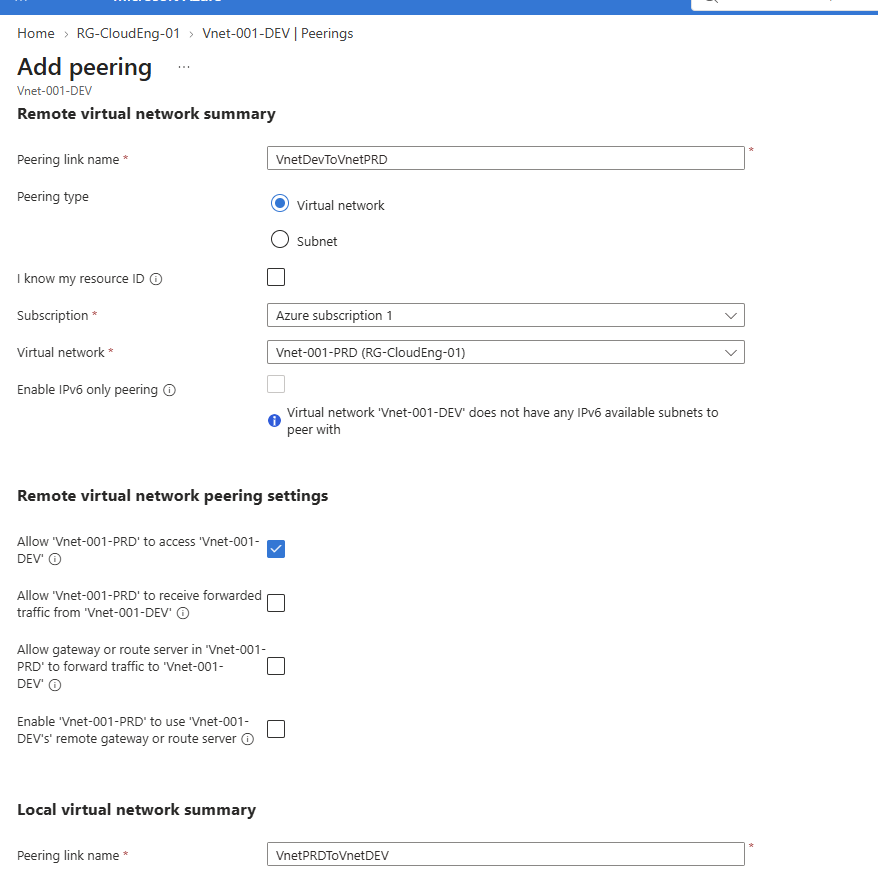 Home › RG-CloudEng-01 › Vnet-001-DEV | Peerings
Add peering ...
Vnet-001-DEV
Remote virtual network summary
Peering link name * VnetDevToVnetPRD *
Peering type
Virtual network
Subnet
I know my resource ID
Subscription * Azure subscription 1
Virtual network * Vnet-001-PRD (RG-CloudEng-01)
Enable IPv6 only peering
Virtual network 'Vnet-001-DEV' does not have any IPv6 available subnets to
peer with
Remote virtual network peering settings
Allow 'Vnet-001-PRD' to access 'Vnet-001-
DEV'
Allow 'Vnet-001-PRD' to receive forwarded
traffic from 'Vnet-001-DEV'
Allow gateway or route server in 'Vnet-001-
PRD' to forward traffic to 'Vnet-001-
DEV'
Enable 'Vnet-001-PRD' to use 'Vnet-001-
DEV's' remote gateway or route server
Local virtual network summary
Peering link name * VnetPRDToVnetDEV *